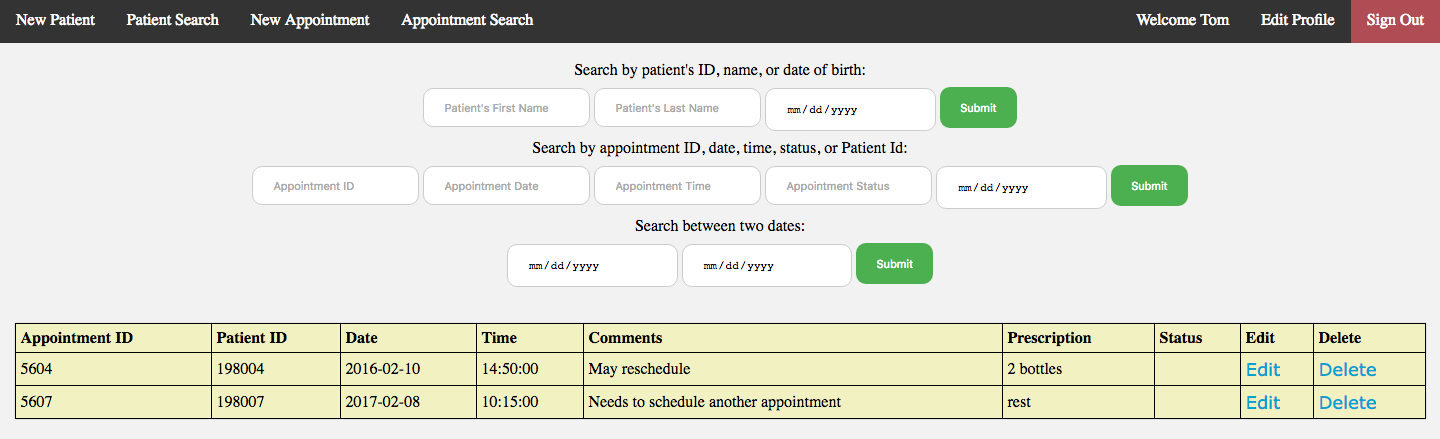 New Patient Patient Search New Appointment Appointment Search Welcome Tom Edit Profile Sign Out
Search by patient's ID, name, or date of birth:
Patient's First Name Patient's Last Name mm/dd/yyyy Submit
Search by appointment ID, date, time, status, or Patient Id:
Appointment ID Appointment Date Appointment Time Appointment Status mm/dd/yyyy Submit
Search between two dates:
mm/dd/yyyy mm/dd/yyyy Submit
Appointment ID Patient ID Date Time Comments Prescription Status Edit Delete
5604 198004 2016-02-10 14:50:00 May reschedule 2 bottles Edit Delete
5607 198007 2017-02-08 10:15:00 Needs to schedule another appointment rest Edit Delete